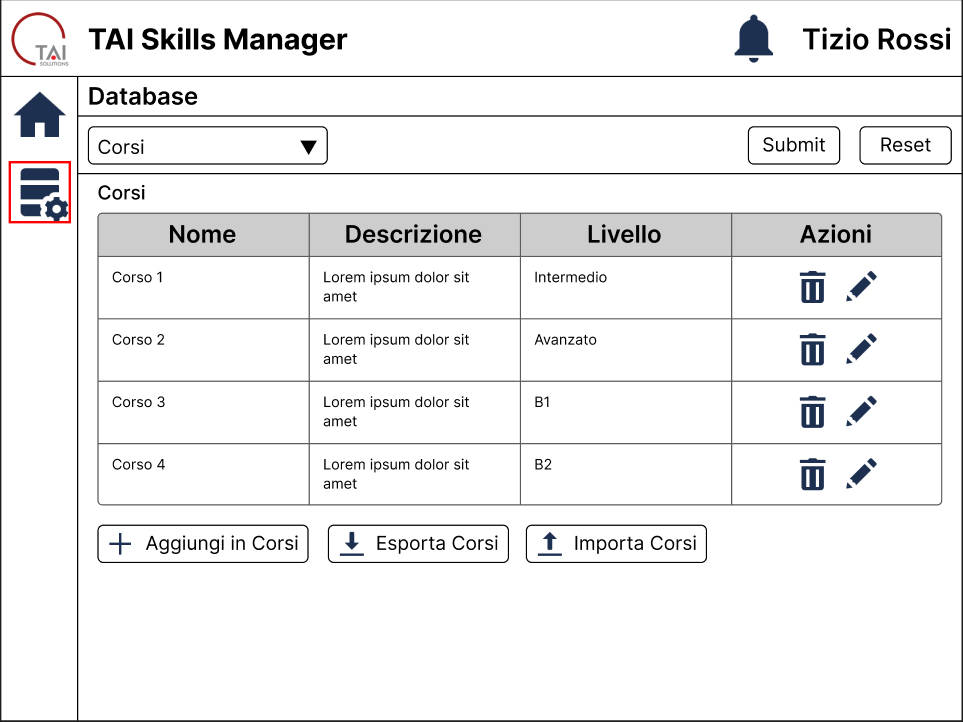 TAI
SOLUTIONS
TAI Skills Manager
Tizio Rossi
Database
Corsi
Submit
Reset
Corsi
Nome Descrizione Livello Azioni
Corso 1 Lorem ipsum dolor sit Intermedio
amet
Corso 2 Lorem ipsum dolor sit Avanzato
amet
Corso 3 Lorem ipsum dolor sit B1
amet
Corso 4 Lorem ipsum dolor sit B2
amet
Aggiungi in Corsi
Esporta Corsi
Importa Corsi